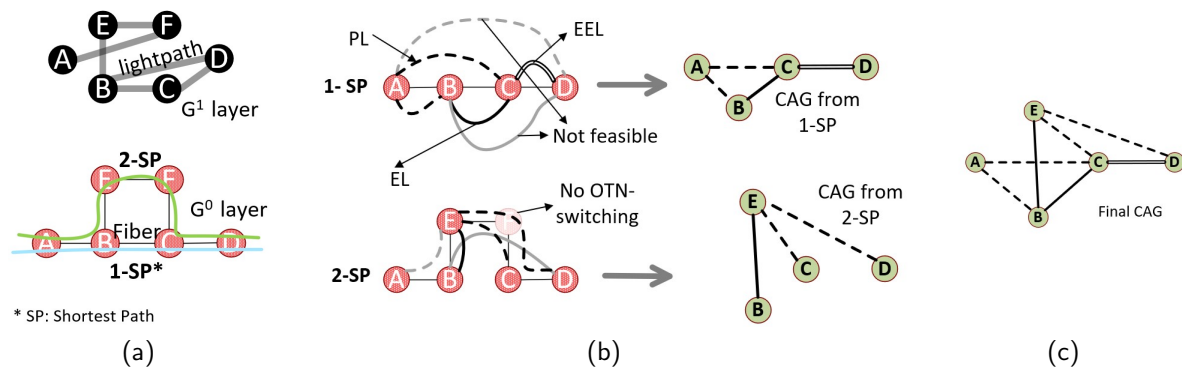 E F
A
lightpath
D
B C
G¹ layer
2-SP
E F
G⁰ layer
Fiber
A B C D
1-SP*
* SP: Shortest Path
(a)
PL
EEL
1- SP
A B C D
Not feasible
EL
A C D
B
CAG from
1-SP
No OTN-
switching
E
2-SP
A B C D
CAG from
2-SP
E
C D
B
(b)
E
A C D
B
Final CAG
(c)